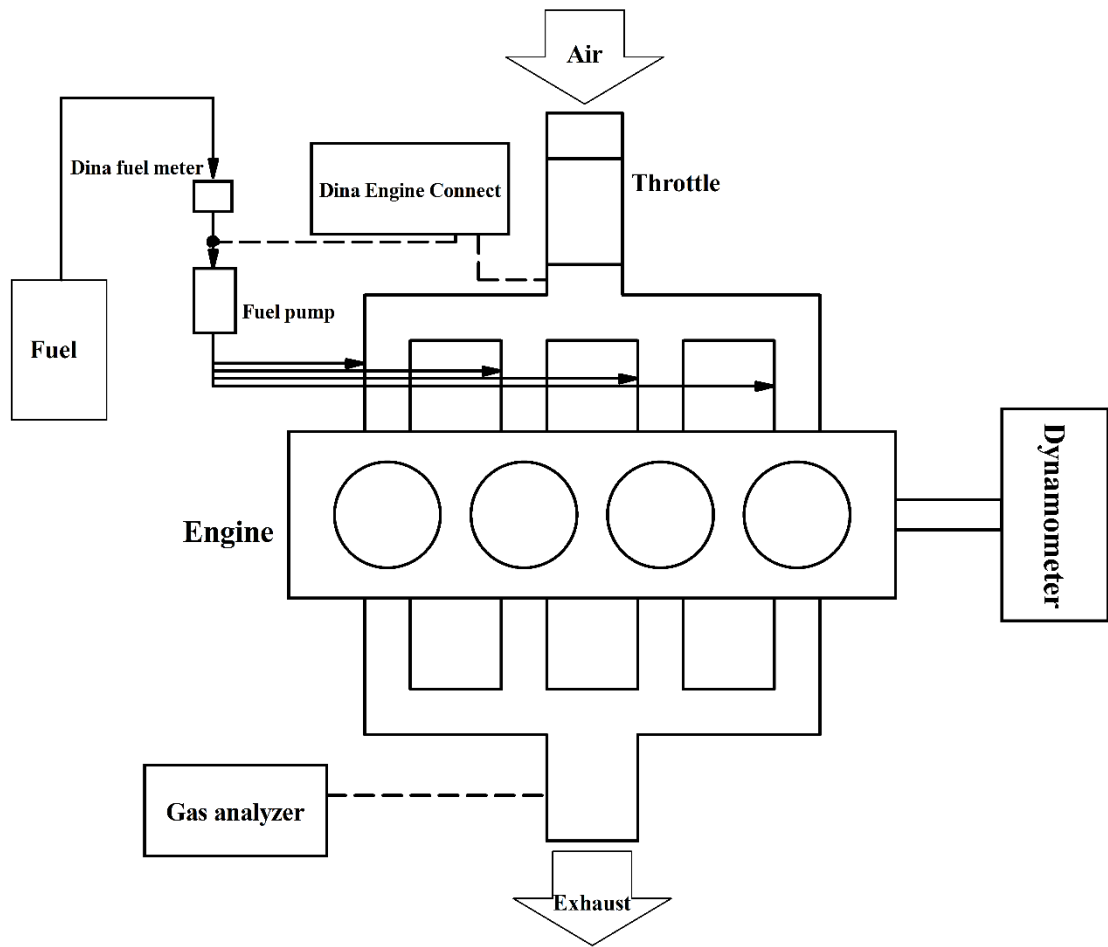 Air
Dina fuel meter
Dina Engine Connect
Throttle
Fuel pump
Fuel
Engine
Dynamometer
Gas analyzer
Exhaust